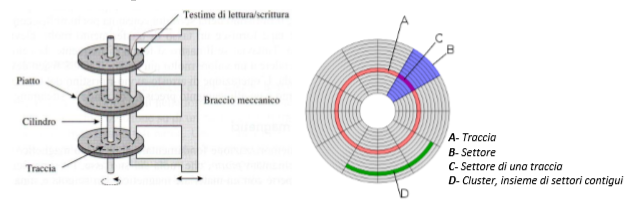 Testime di lettura/scrittura
Piatto
Cilindro
Braccio meccanico
Traccia
A
C
B
D
A- Traccia
B- Settore
C- Settore di una traccia
D- Cluster, insieme di settori contigui